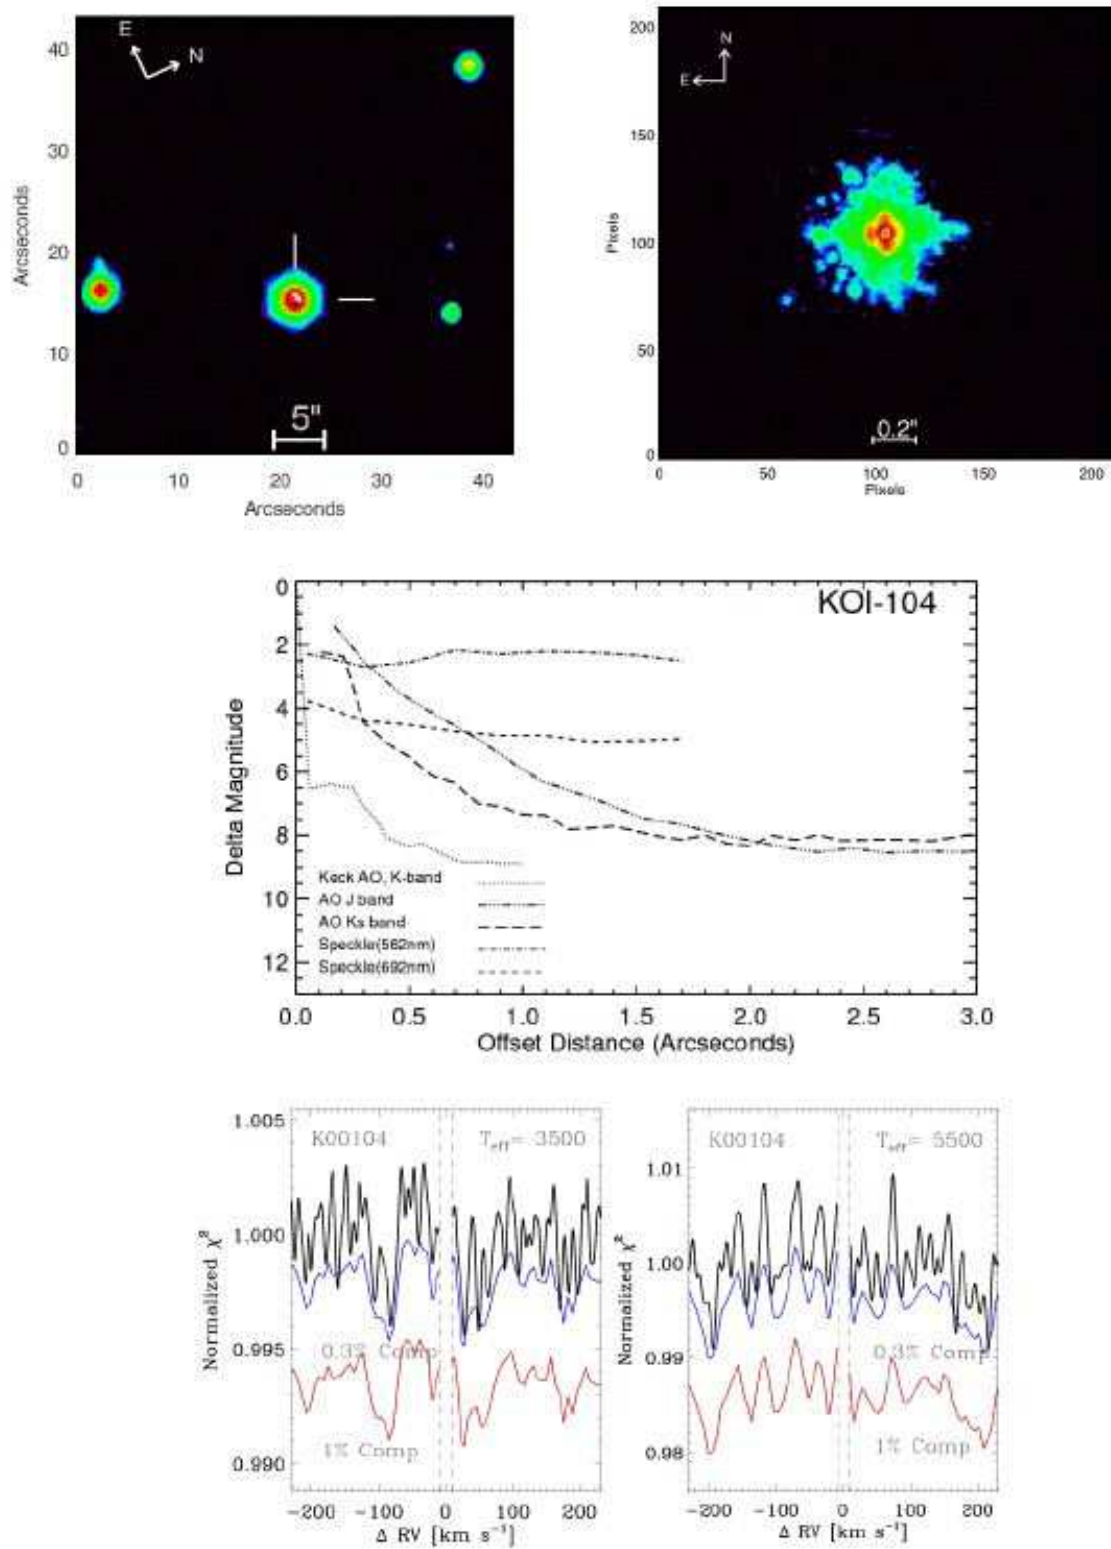 E
N
40
30
20
10
0
Arcseconds
5"
0 10 20 30 40
Arcseconds
200
150
100
50
0
Pixels
N
E
0.2"
0 50 100 150 200
Pixels
KOI-104
0
2
4
6
8
10
12
Delta Magnitude
Keck AO, K-band
AO J band
AO Ks band
Speckle(562nm)
Speckle(692nm)
0.0 0.5 1.0 1.5 2.0 2.5 3.0
Offset Distance (Arcseconds)
1.005
1.000
0.995
0.990
Normalized χ²
K00104 T_eff= 3500
0.3% Comp
1% Comp
−200 −100 0 100 200
Δ RV [km s⁻¹]
1.01
1.00
0.99
0.98
Normalized χ²
K00104 T_eff= 5500
0.3% Comp
1% Comp
−200 −100 0 100 200
Δ RV [km s⁻¹]